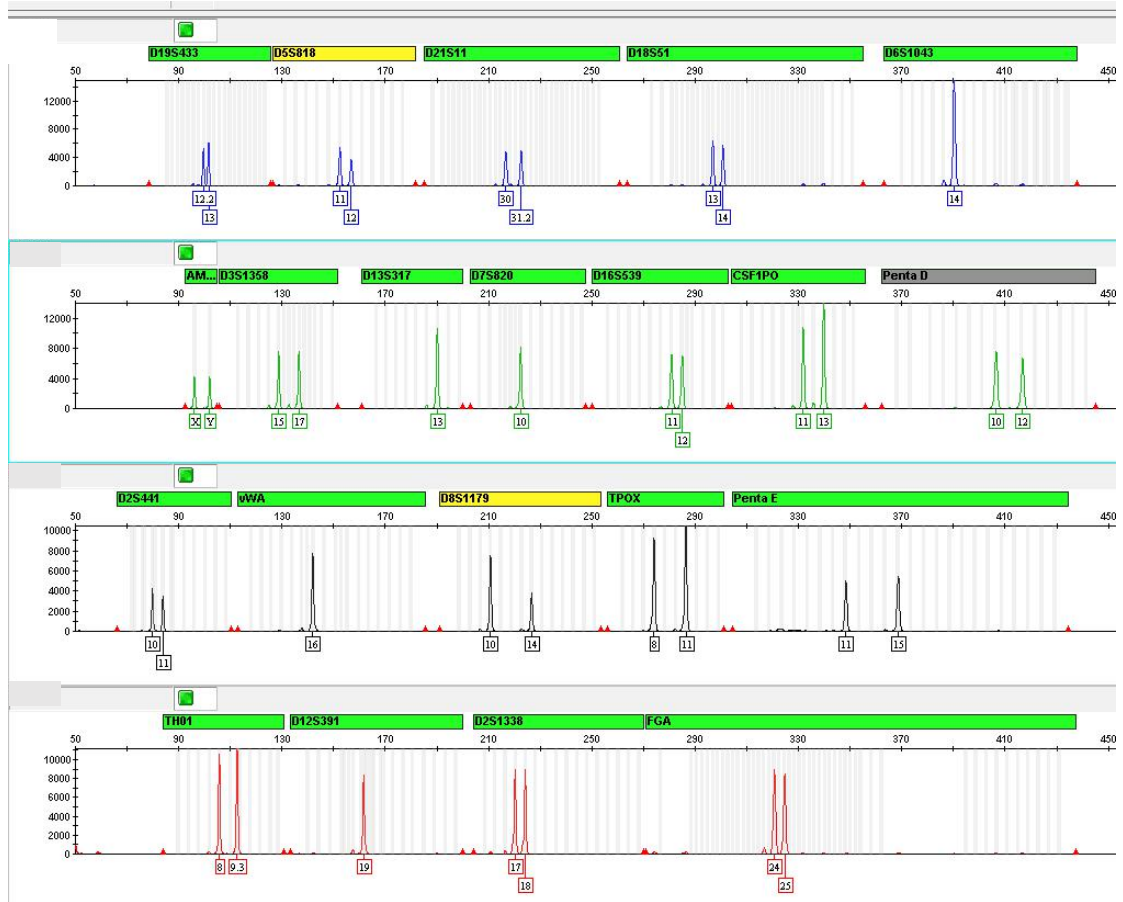 D19S433 D5S818 D21S11 D18S51 D6S1043
50 90 130 170 210 250 290 330 370 410 450
12000
8000
4000
0
12.2 11 30 13 14
13 12 31.2 14
AM... D3S1358 D13S317 D7S820 D16S539 CSF1PO Penta D
50 90 130 170 210 250 290 330 370 410 450
12000
8000
4000
0
X Y 15 17 13 10 11 11 13 10 12
12
D2S441 vWA D8S1179 TPOX Penta E
50 90 130 170 210 250 290 330 370 410 450
10000
8000
6000
4000
2000
0
10 16 10 14 8 11 11 15
11
TH01 D12S391 D2S1338 FGA
50 90 130 170 210 250 290 330 370 410 450
10000
8000
6000
4000
2000
0
8 9.3 19 17 24
18 25